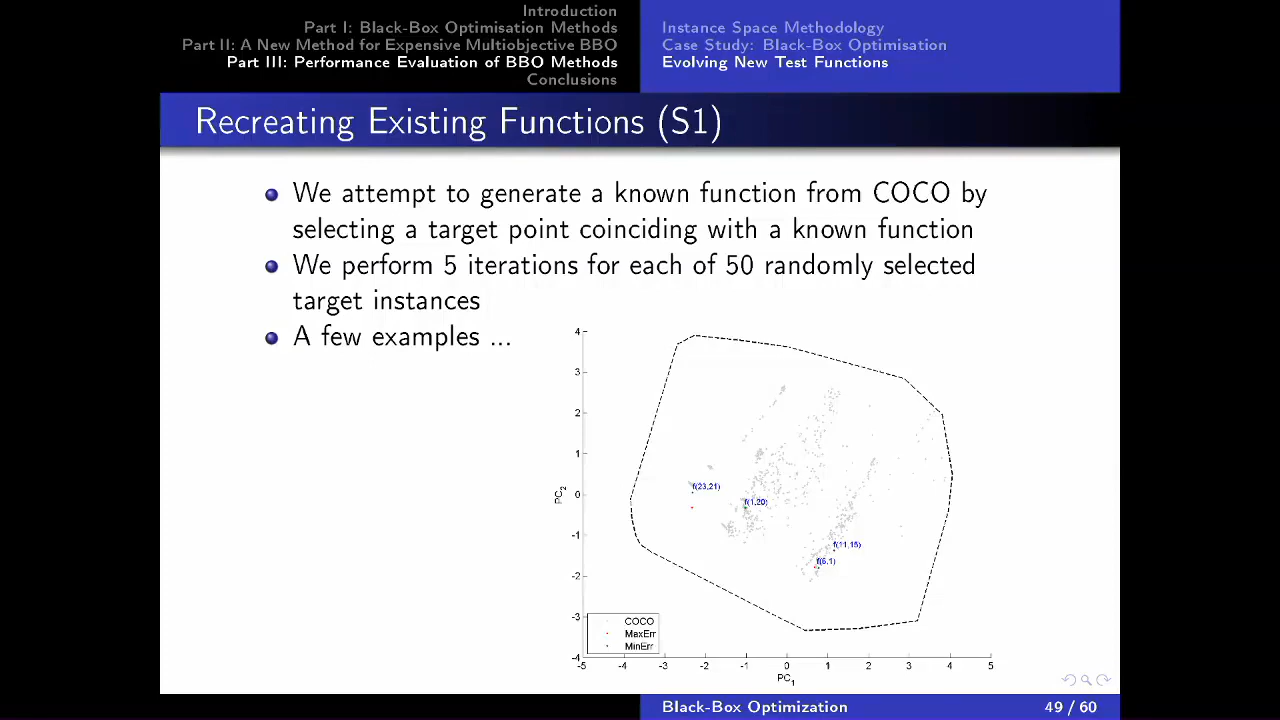 Introduction
Part I: Black-Box Optimisation Methods
Part II: A New Method for Expensive Multiobjective BBO
Part III: Performance Evaluation of BBO Methods
Conclusions
Instance Space Methodology
Case Study: Black-Box Optimisation
Evolving New Test Functions
Recreating Existing Functions (S1)
We attempt to generate a known function from COCO by
selecting a target point coinciding with a known function
We perform 5 iterations for each of 50 randomly selected
target instances
A few examples ...
4
3
2
1
0
-1
-2
-3
-4
PC2
f(23,21)
f(1,20)
f(11,15)
f(6,1)
COCO
MaxErr
MinErr
-5 -4 -3 -2 -1 0 1 2 3 4 5
PC1
Black-Box Optimization 49 / 60